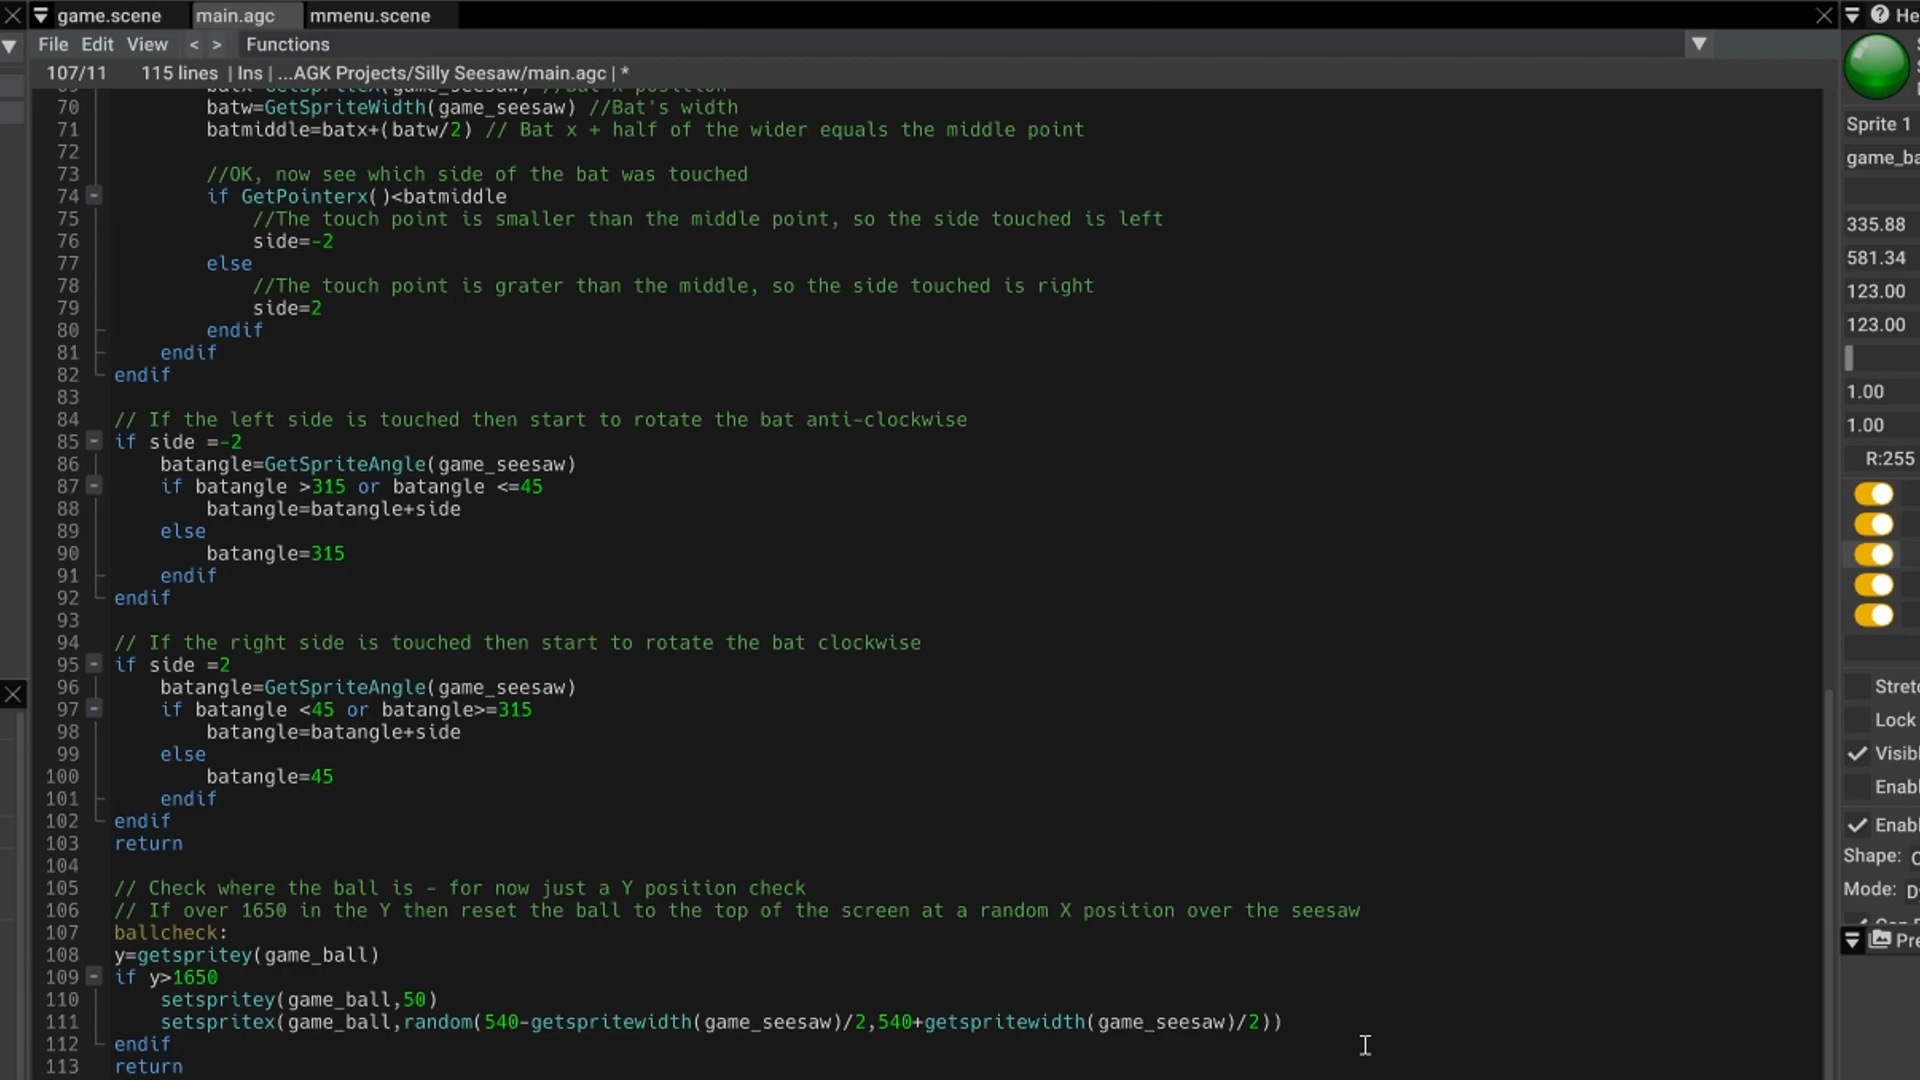 game.scene main.agc mmenu.scene He
File Edit View < > Functions
107/11 115 lines | Ins | ...AGK Projects/Silly Seesaw/main.agc | *
70 batw=GetSpriteWidth(game_seesaw) //Bat's width
71 batmiddle=batx+(batw/2) // Bat x + half of the wider equals the middle point
72
73 //OK, now see which side of the bat was touched
74 if GetPointerx()<batmiddle
75 //The touch point is smaller than the middle point, so the side touched is left
76 side=-2
77 else
78 //The touch point is grater than the middle, so the side touched is right
79 side=2
80 endif
81 endif
82 endif
83
84 // If the left side is touched then start to rotate the bat anti-clockwise
85 if side =-2
86 batangle=GetSpriteAngle(game_seesaw)
87 if batangle >315 or batangle <=45
88 batangle=batangle+side
89 else
90 batangle=315
91 endif
92 endif
93
94 // If the right side is touched then start to rotate the bat clockwise
95 if side =2
96 batangle=GetSpriteAngle(game_seesaw)
97 if batangle <45 or batangle>=315
98 batangle=batangle+side
99 else
100 batangle=45
101 endif
102 endif
103 return
104
105 // Check where the ball is - for now just a Y position check
106 // If over 1650 in the Y then reset the ball to the top of the screen at a random X position over the seesaw
107 ballcheck:
108 y=getspritey(game_ball)
109 if y>1650
110 setspritey(game_ball,50)
111 setspritex(game_ball,random(540-getspritewidth(game_seesaw)/2,540+getspritewidth(game_seesaw)/2))
112 endif
113 return
Sprite 1
game_ba
335.88
581.34
123.00
123.00
1.00
1.00
R:255
Stretc
Lock
Visibl
Enabl
Enabl
Shape:
Mode: D
Pre